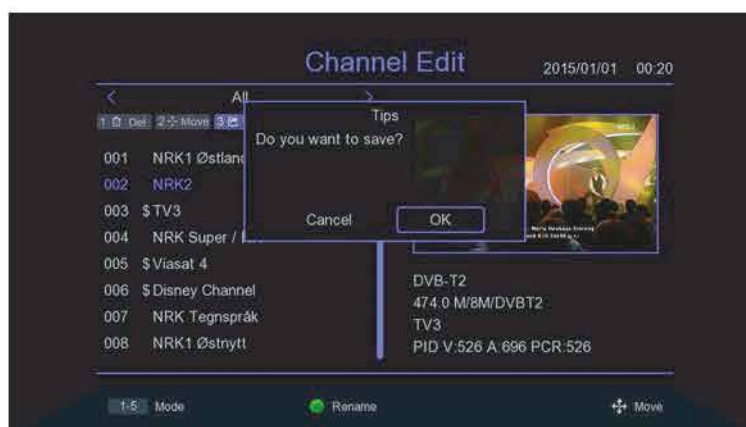 Channel Edit
2015/01/01 00:20
< All >
1 Del 2 Move 3
Tips
Do you want to save?
Cancel OK
001 NRK1 Østlan
002 NRK2
003 $ TV3
004 NRK Super /
005 $ Viasat 4
006 $ Disney Channel
007 NRK Tegnspråk
008 NRK1 Østnytt
DVB-T2
474.0 M/8M/DVBT2
TV3
PID V:526 A:696 PCR:526
1-5 Mode
Rename
Move